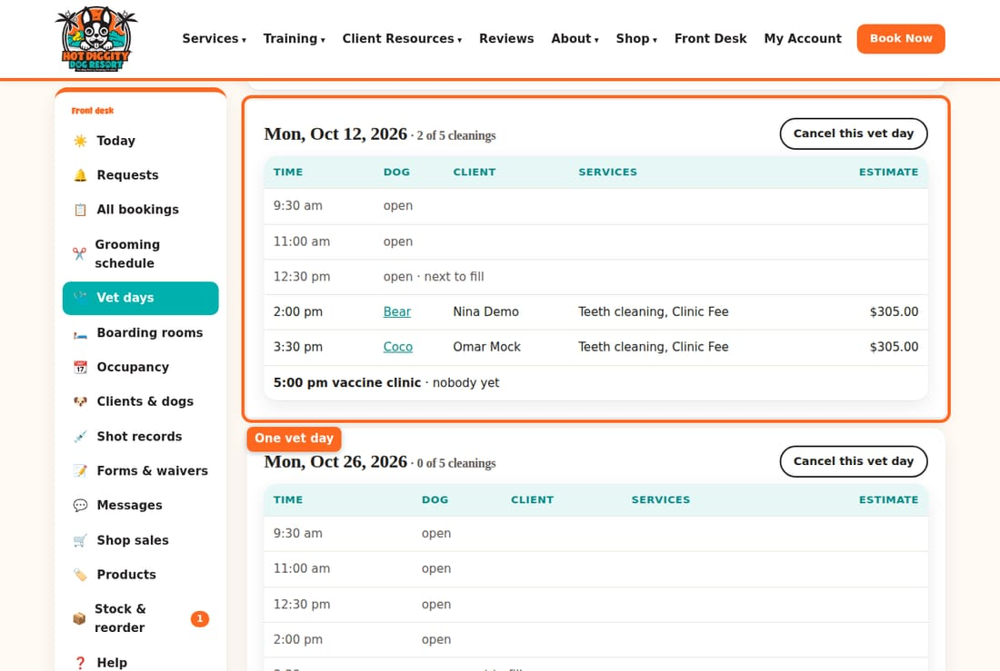 HOT DIGGITY
DOG RESORT
Services ▾ Training ▾ Client Resources ▾ Reviews About ▾ Shop ▾ Front Desk My Account Book Now
Front desk
Today
Requests
All bookings
Grooming schedule
Vet days
Boarding rooms
Occupancy
Clients & dogs
Shot records
Forms & waivers
Messages
Shop sales
Products
Stock & reorder 1
Help
Mon, Oct 12, 2026 · 2 of 5 cleanings Cancel this vet day
TIME DOG CLIENT SERVICES ESTIMATE
9:30 am open
11:00 am open
12:30 pm open · next to fill
2:00 pm Bear Nina Demo Teeth cleaning, Clinic Fee $305.00
3:30 pm Coco Omar Mock Teeth cleaning, Clinic Fee $305.00
5:00 pm vaccine clinic · nobody yet
One vet day
Mon, Oct 26, 2026 · 0 of 5 cleanings Cancel this vet day
TIME DOG CLIENT SERVICES ESTIMATE
9:30 am open
11:00 am open
12:30 pm open
2:00 pm open